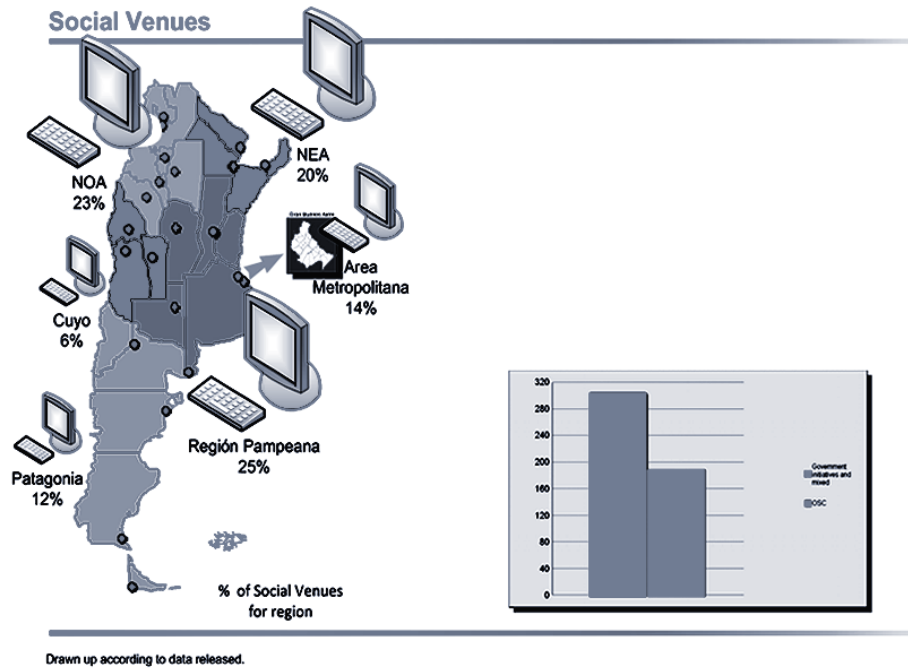 Social Venues
NEA
20%
NOA
23%
Area
Metropolitana
14%
Cuyo
6%
Región Pampeana
25%
Patagonia
12%
% of Social Venues
for region
320
280
240
200
160
120
80
40
0
Government
initiatives and
mixed
OSC
Drawn up according to data released.